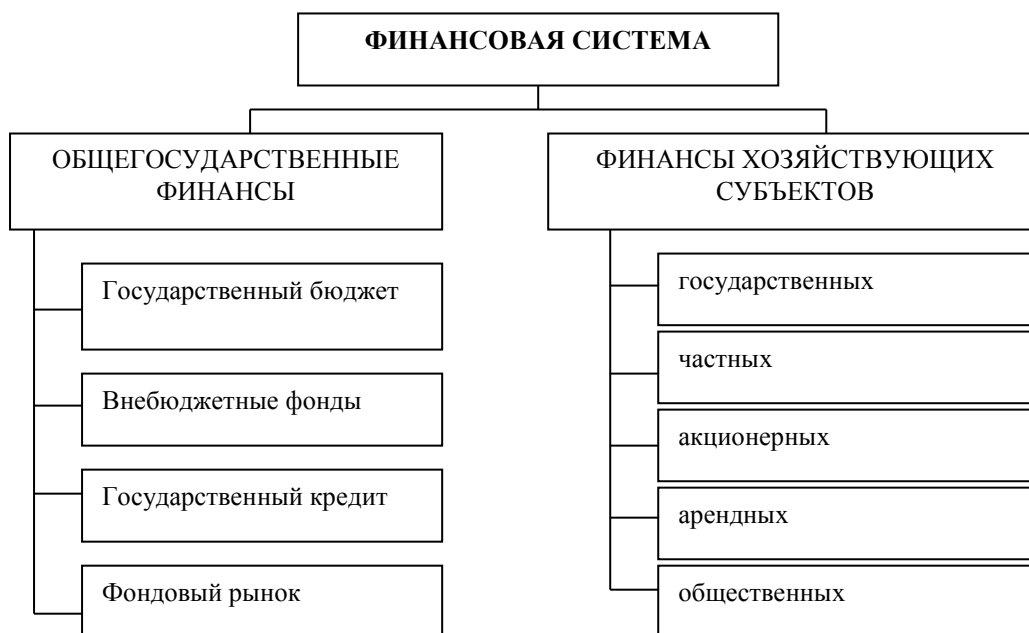 ФИНАНСОВАЯ СИСТЕМА
ОБЩЕГОСУДАРСТВЕННЫЕ
ФИНАНСЫ
Государственный бюджет
Внебюджетные фонды
Государственный кредит
Фондовый рынок
ФИНАНСЫ ХОЗЯЙСТВУЮЩИХ
СУБЪЕКТОВ
государственных
частных
акционерных
арендных
общественных